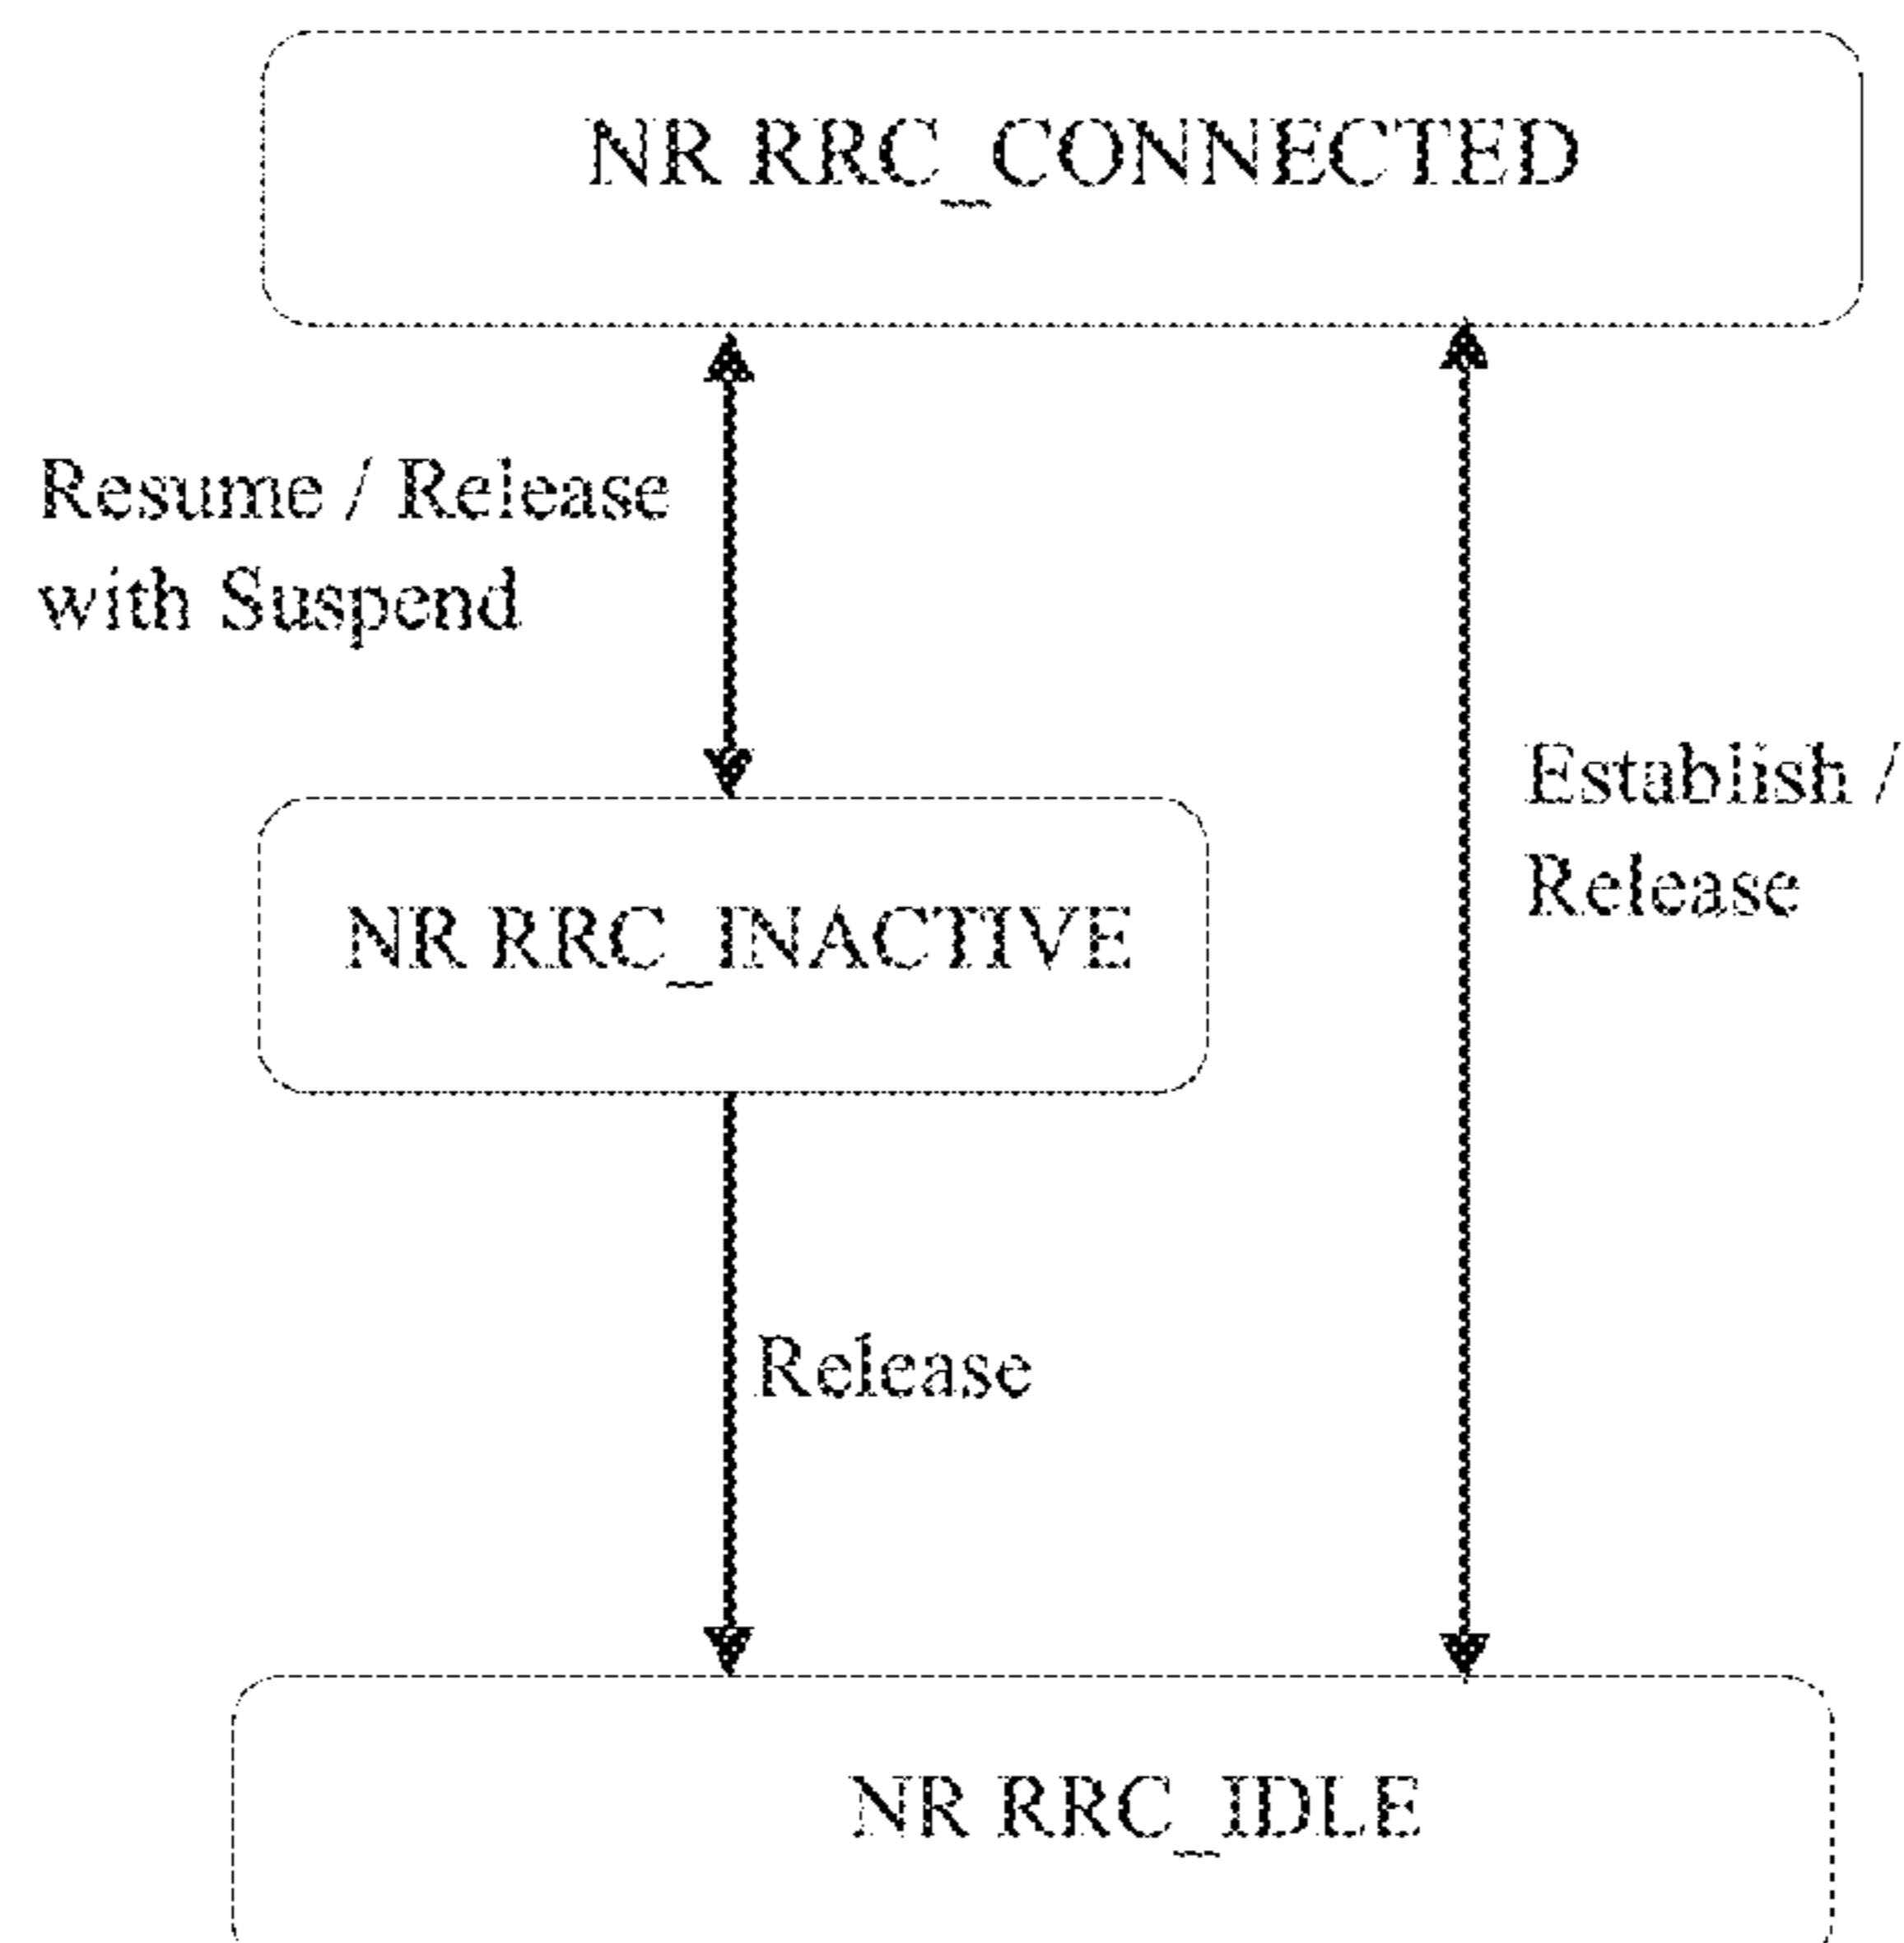 NR RRC_CONNECTED
Resume / Release
with Suspend
Establish /
Release
NR RRC_INACTIVE
Release
NR RRC_IDLE